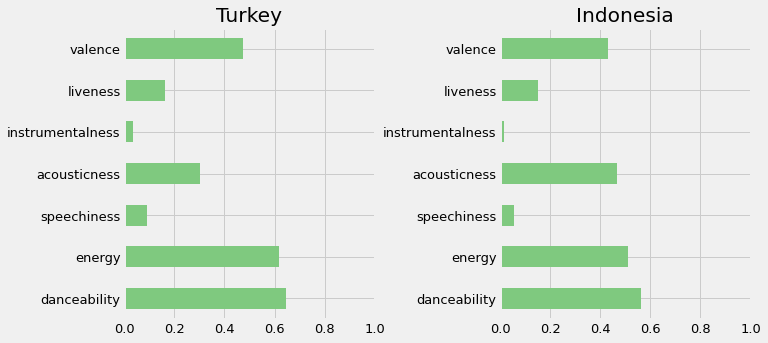 Turkey
valence
liveness
instrumentalness
acousticness
speechiness
energy
danceability
0.0 0.2 0.4 0.6 0.8 1.0
Indonesia
valence
liveness
instrumentalness
acousticness
speechiness
energy
danceability
0.0 0.2 0.4 0.6 0.8 1.0